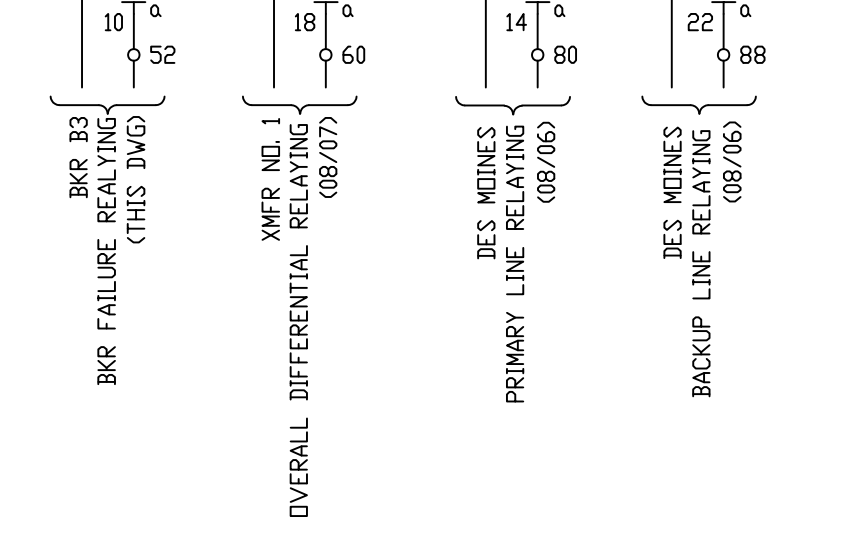 10 a
52
18 a
60
14 a
80
22 a
88
BKR B3
BKR FAILURE REALYING
(THIS DWG)
XMFR NO. 1
OVERALL DIFFERENTIAL RELAYING
(08/07)
DES MOINES
PRIMARY LINE RELAYING
(08/06)
DES MOINES
BACKUP LINE RELAYING
(08/06)